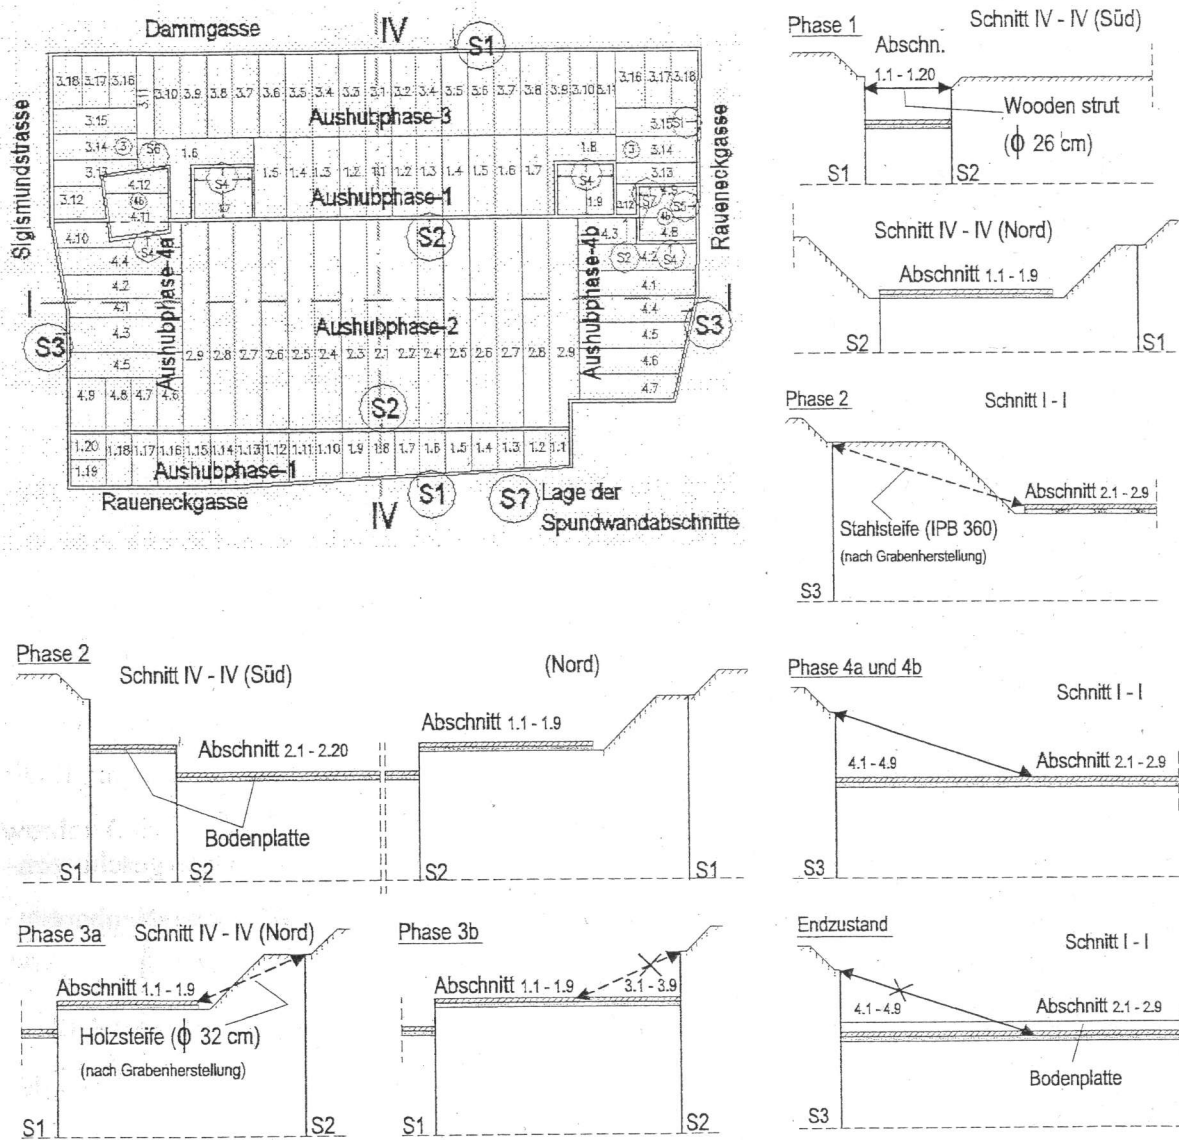 Dammgasse
IV
S1
3.18 3.17 3.16
3.11
3.10 3.9 3.8 3.7 3.6 3.5 3.4 3.3 3.1 3.2 3.4 3.5 3.6 3.7 3.8 3.9 3.10 3.11
3.16 3.17 3.18
Aushubphase-3
3.15
3.15
S1
3.14
3
S6
1.6
1.8
3
3.14
3.13
S4
1.5 1.4 1.3 1.2 1.1 1.2 1.3 1.4 1.5 1.6 1.7
S4
3.13
4.12
4b
4.11
S7
S5
3.12
1.7
Aushubphase-1
1.9
3.12
4b
4.8
Sigismundstrasse
Raueneckgasse
4.10
S4
S2
4.3
S2
4.2
S4
4.4
4.2
4.1
4.1
I
I
4.4
S3
4.3
Aushubphase-4a
Aushubphase-2
Aushubphase-4b
4.5
S3
4.5
2.9 2.8 2.7 2.6 2.5 2.4 2.3 2.1 2.2 2.4 2.5 2.6 2.7 2.8 2.9
4.6
4.7
4.9 4.8 4.7 4.6
S2
1.20
1.18 1.17 1.16 1.15 1.14 1.13 1.12 1.11 1.10 1.9 1.8 1.7 1.6 1.5 1.4 1.3 1.2 1.1
1.19
Aushubphase-1
Raueneckgasse
IV
S1
S?
Lage der
Spundwandabschnitte
Phase 1
Schnitt IV - IV (Süd)
Abschn.
1.1 - 1.20
Wooden strut
(ϕ 26 cm)
S1
S2
Schnitt IV - IV (Nord)
Abschnitt 1.1 - 1.9
S2
S1
Phase 2
Schnitt I - I
Abschnitt 2.1 - 2.9
Stahlsteife (IPB 360)
(nach Grabenherstellung)
S3
Phase 2
Schnitt IV - IV (Süd)
(Nord)
Abschnitt 1.1 - 1.9
Abschnitt 2.1 - 2.20
Bodenplatte
S1
S2
S2
S1
Phase 4a und 4b
Schnitt I - I
4.1 - 4.9
Abschnitt 2.1 - 2.9
S3
Phase 3a
Schnitt IV - IV (Nord)
Abschnitt 1.1 - 1.9
Holzsteife (ϕ 32 cm)
(nach Grabenherstellung)
S1
S2
Phase 3b
Abschnitt 1.1 - 1.9
3.1 - 3.9
S1
S2
Endzustand
Schnitt I - I
4.1 - 4.9
Abschnitt 2.1 - 2.9
Bodenplatte
S3